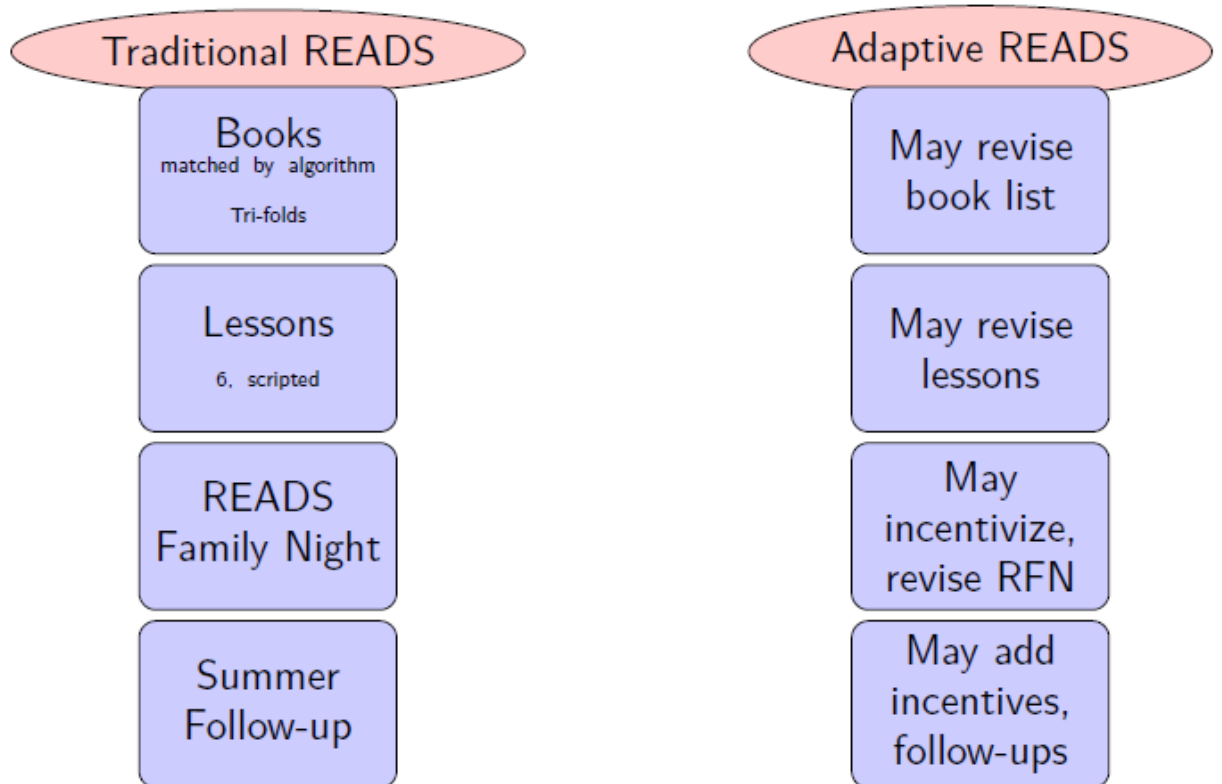 Traditional READS
Books
matched by algorithm
Tri-folds
Lessons
6, scripted
READS
Family Night
Summer
Follow-up
Adaptive READS
May revise
book list
May revise
lessons
May
incentivize,
revise RFN
May add
incentives,
follow-ups